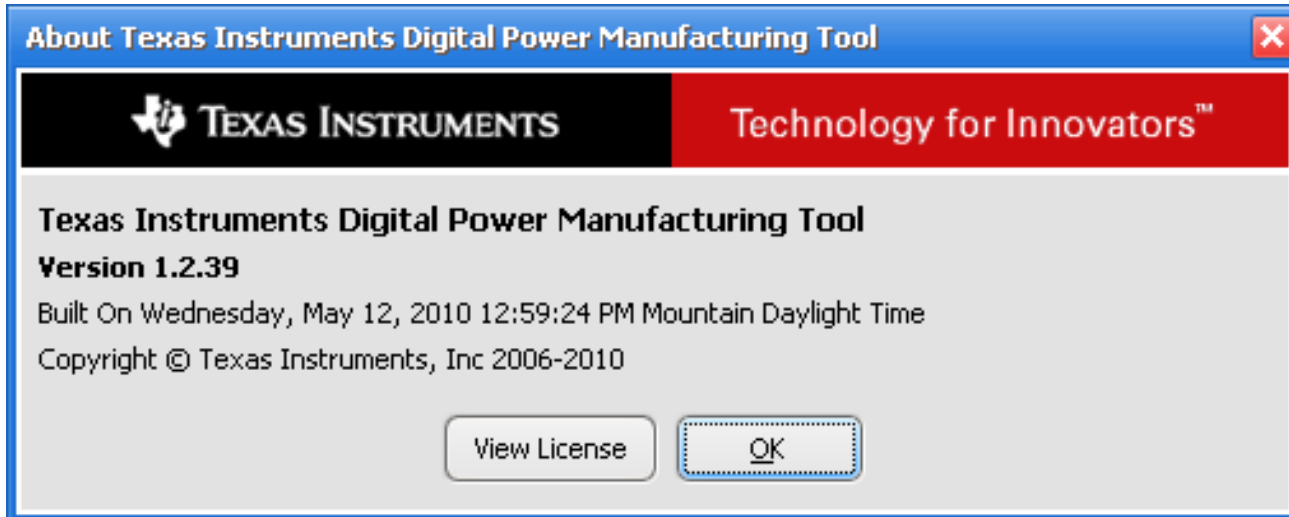 About Texas Instruments Digital Power Manufacturing Tool
TEXAS INSTRUMENTS
Technology for Innovators™
Texas Instruments Digital Power Manufacturing Tool
Version 1.2.39
Built On Wednesday, May 12, 2010 12:59:24 PM Mountain Daylight Time
Copyright © Texas Instruments, Inc 2006-2010
View License
OK